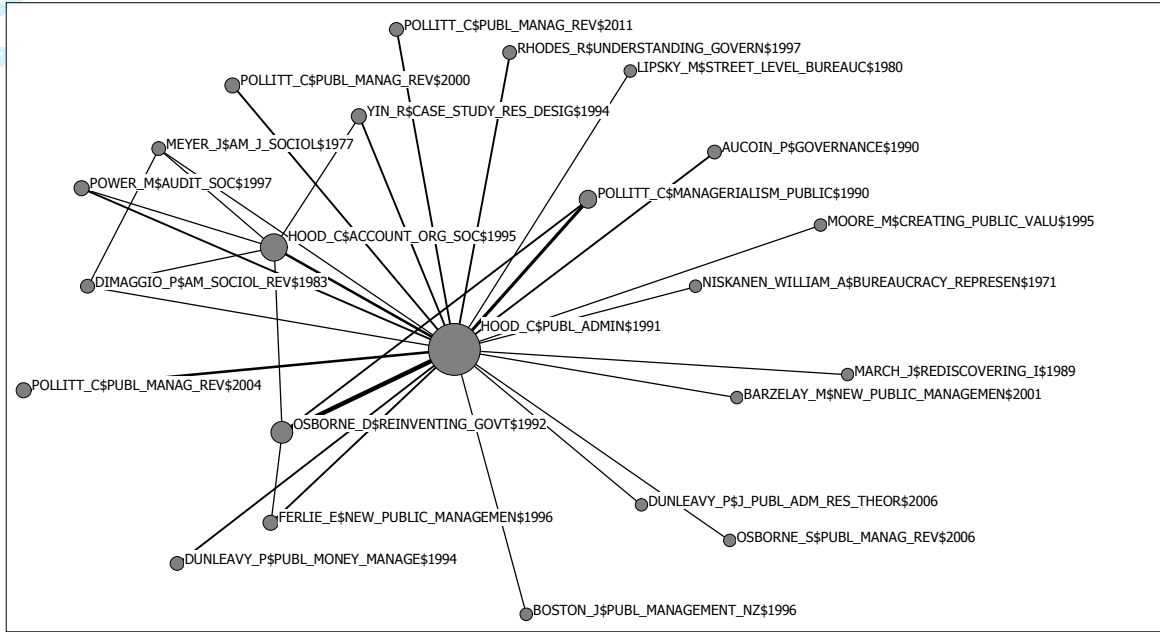 POLLITT_C$PUBL_MANAG_REV$2011
RHODES_R$UNDERSTANDING_GOVERN$1997
LIPSKY_M$STREET_LEVEL_BUREAUC$1980
POLLITT_C$PUBL_MANAG_REV$2000
YIN_R$CASE_STUDY_RES_DESIG$1994
MEYER_J$AM_J_SOCIOL$1977
AUCOIN_P$GOVERNANCE$1990
POWER_M$AUDIT_SOC$1997
POLLITT_C$MANAGERIALISM_PUBLIC$1990
MOORE_M$CREATING_PUBLIC_VALU$1995
HOOD_C$ACCOUNT_ORG_SOC$1995
DIMAGGIO_P$AM_SOCIOL_REV$1983
NISKANEN_WILLIAM_A$BUREAUCRACY_REPRESEN$1971
HOOD_C$PUBL_ADMIN$1991
MARCH_J$REDISCOVERING_I$1989
POLLITT_C$PUBL_MANAG_REV$2004
BARZELAY_M$NEW_PUBLIC_MANAGEMEN$2001
OSBORNE_D$REINVENTING_GOVT$1992
DUNLEAVY_P$J_PUBL_ADM_RES_THEOR$2006
FERLIE_E$NEW_PUBLIC_MANAGEMEN$1996
OSBORNE_S$PUBL_MANAG_REV$2006
DUNLEAVY_P$PUBL_MONEY_MANAGE$1994
BOSTON_J$PUBL_MANAGEMENT_NZ$1996